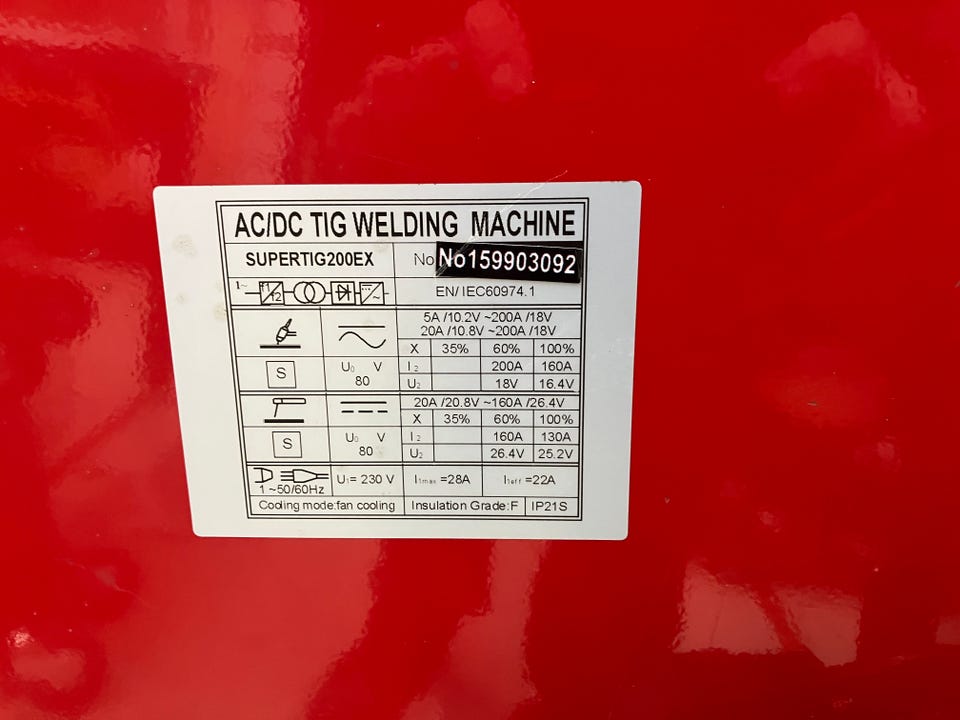 AC/DC TIG WELDING MACHINE
SUPERTIG200EX No No159903092
1~ f1 f2 EN/IEC60974.1
5A/10.2V ~200A/18V
20A/10.8V ~200A/18V
X 35% 60% 100%
S U0 V 80 I2 200A 160A
U2 18V 16.4V
20A/20.8V ~160A/26.4V
X 35% 60% 100%
S U0 V 80 I2 160A 130A
U2 26.4V 25.2V
1~50/60Hz U1= 230 V I1max =28A I1eff =22A
Cooling mode:fan cooling Insulation Grade:F IP21S